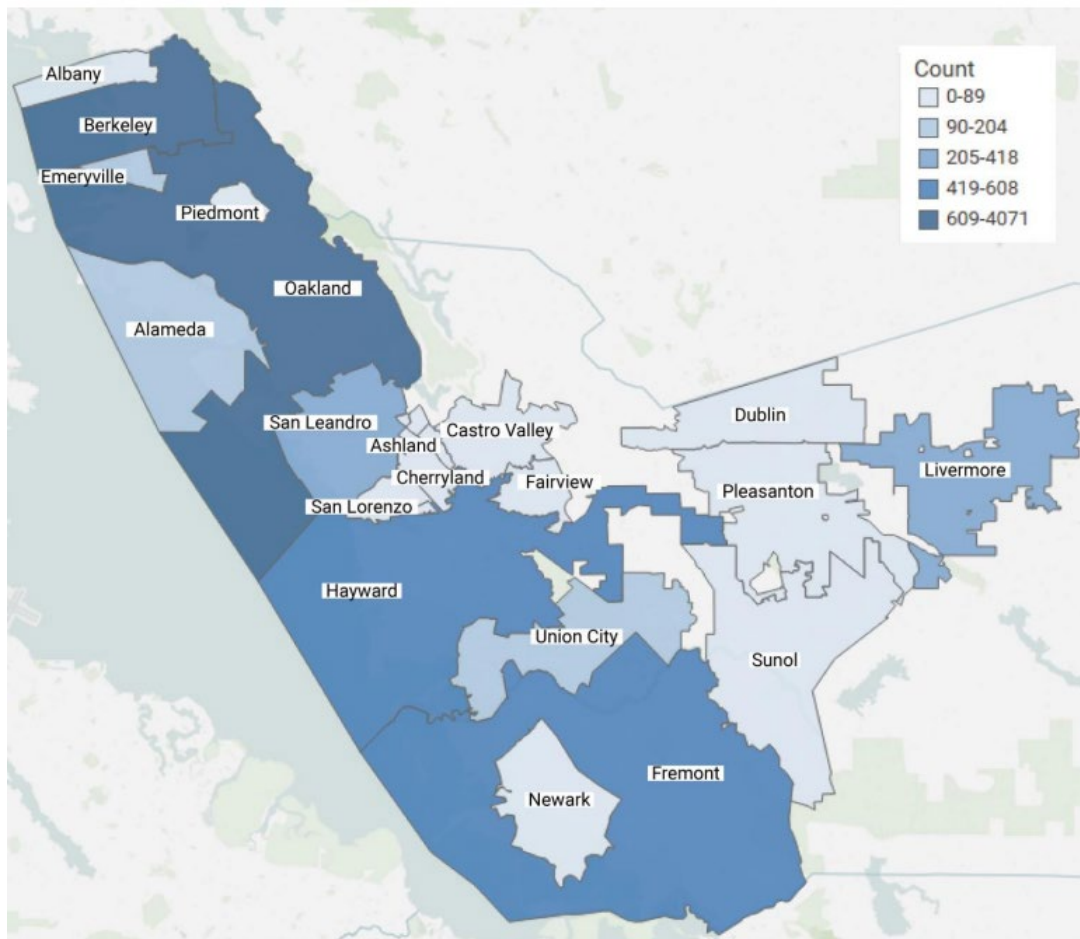 Albany
Count
0-89
90-204
205-418
419-608
609-4071
Berkeley
Emeryville
Piedmont
Oakland
Alameda
San Leandro
Ashland
Castro Valley
Dublin
Livermore
Cherryland
Fairview
Pleasanton
San Lorenzo
Hayward
Union City
Sunol
Fremont
Newark